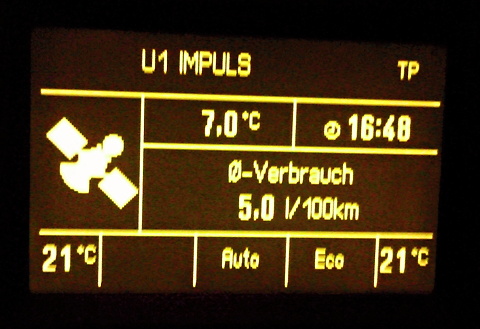 U1 IMPULS TP
7,0°C 16:48
Ø-Verbrauch
5,0 l/100km
21°C Auto Eco 21°C